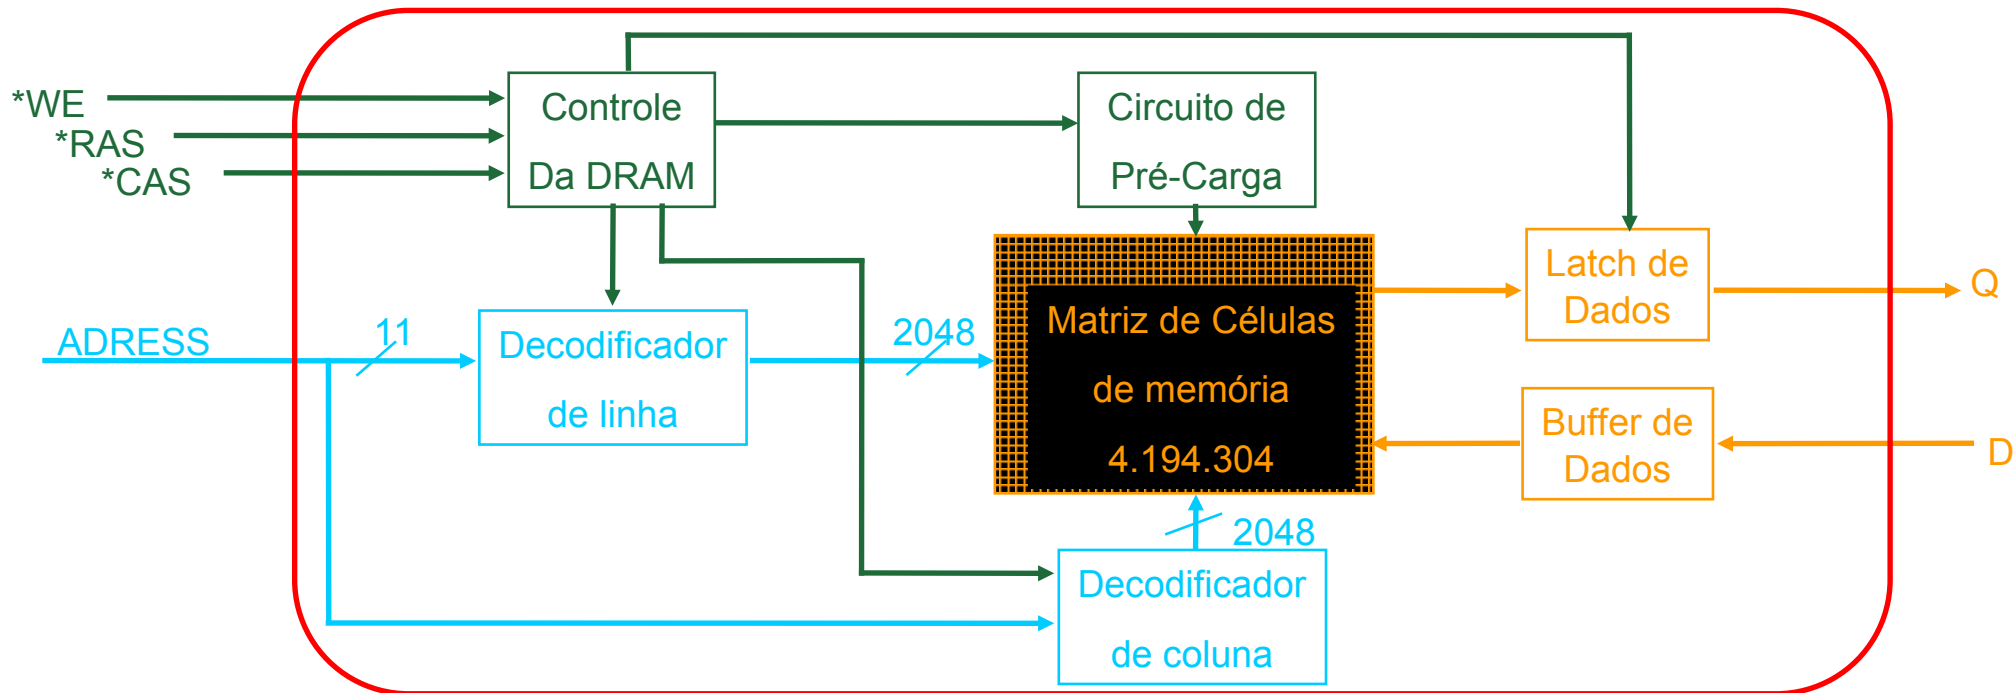 *WE
*RAS
*CAS
Controle
Da DRAM
Circuito de
Pré-Carga
ADRESS
11
Decodificador
de linha
2048
Matriz de Células
de memória
4.194.304
Latch de
Dados
Q
Buffer de
Dados
D
2048
Decodificador
de coluna